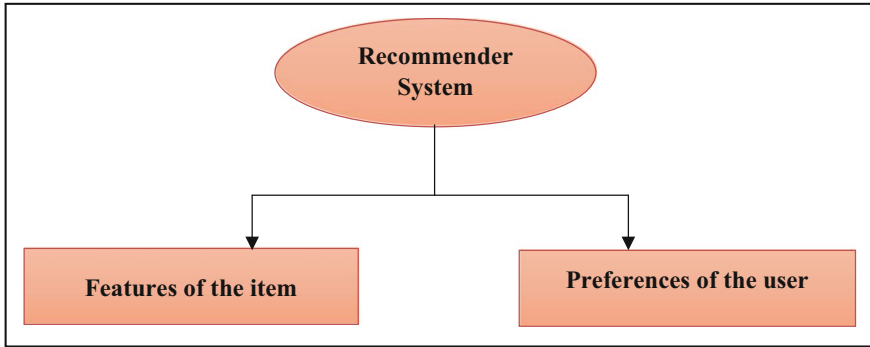 Recommender
System
Features of the item
Preferences of the user